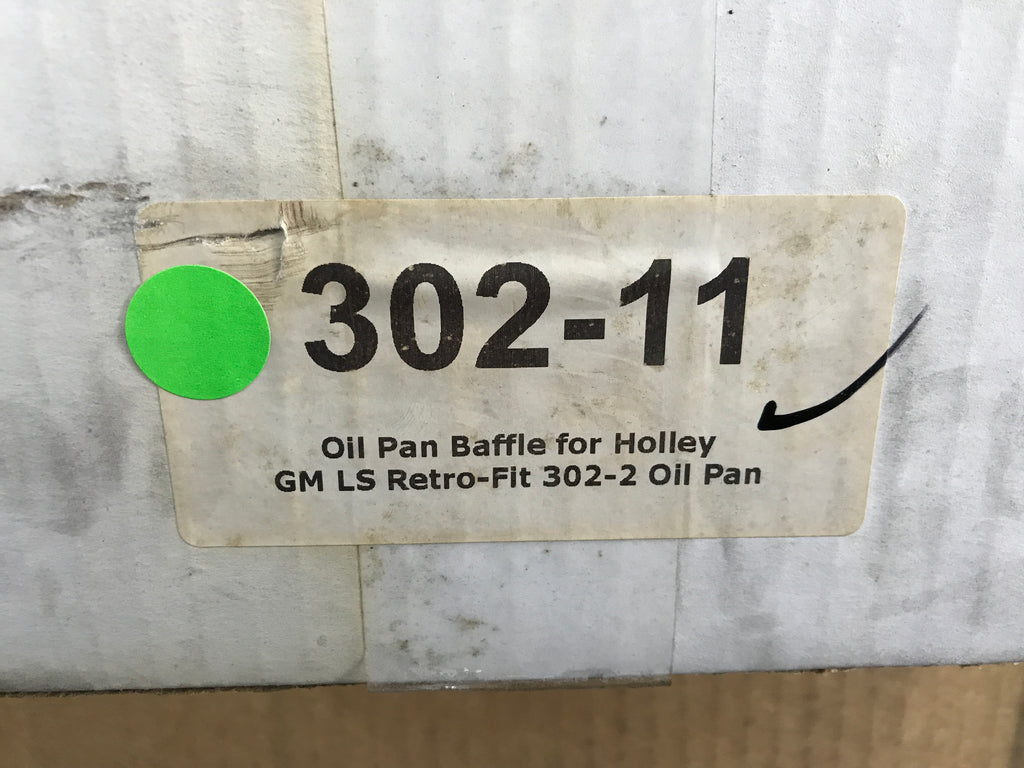 302-11
Oil Pan Baffle for Holley
GM LS Retro-Fit 302-2 Oil Pan